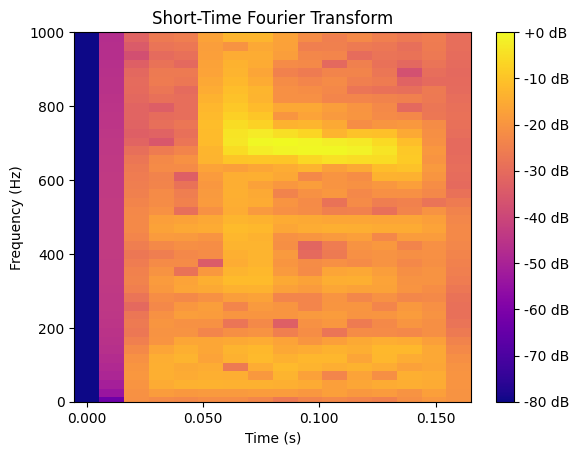 Short-Time Fourier Transform
1000
800
600
400
200
0
Frequency (Hz)
0.000
0.050
0.100
0.150
Time (s)
+0 dB
-10 dB
-20 dB
-30 dB
-40 dB
-50 dB
-60 dB
-70 dB
-80 dB